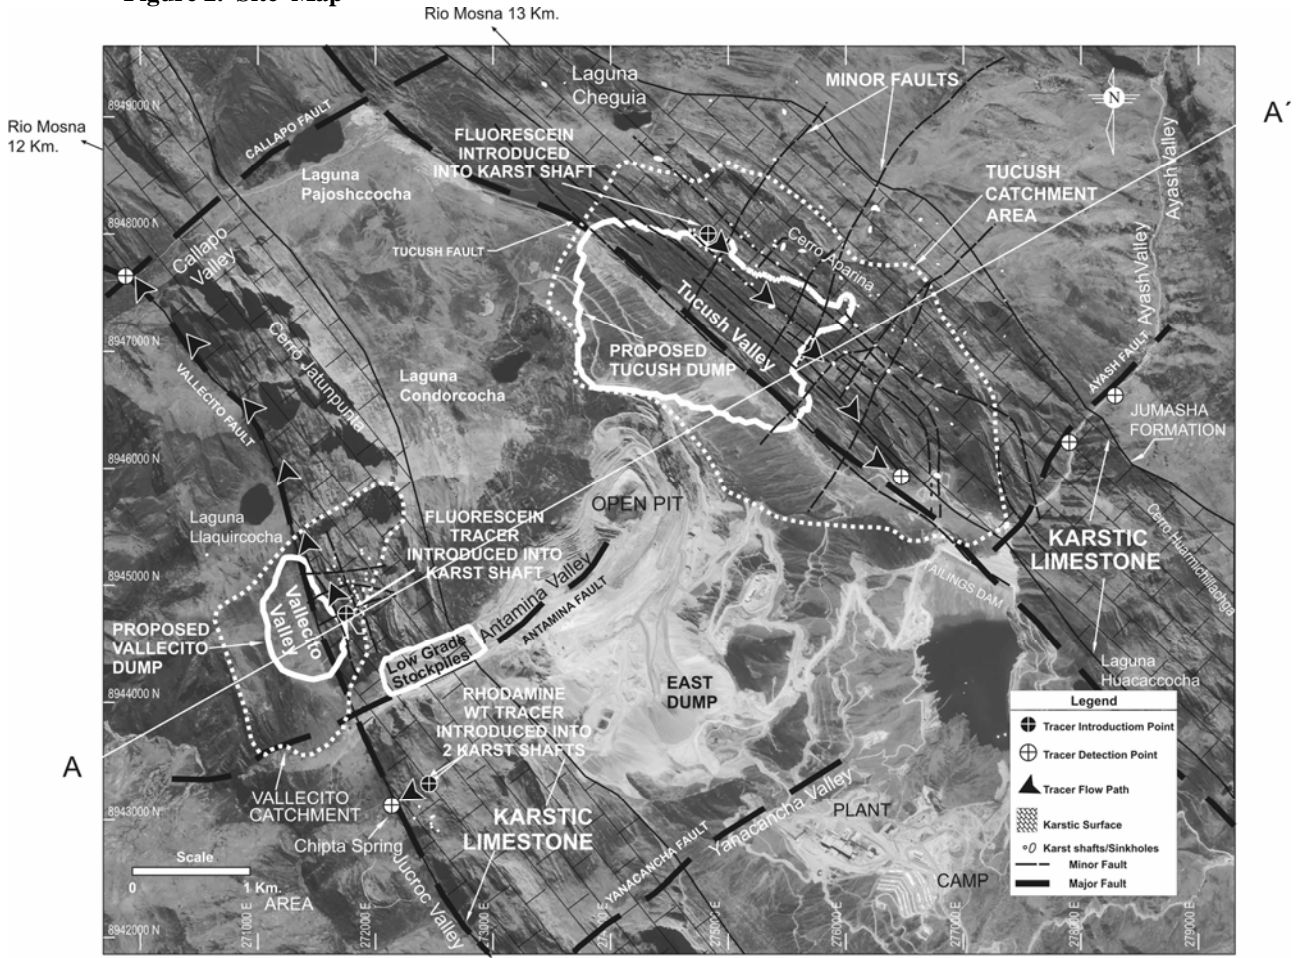 Figure 2. Site Map
Rio Mosna 13 Km.
Rio Mosna
12 Km.
8949000 N
8948000 N
8947000 N
8946000 N
8945000 N
8944000 N
8943000 N
8942000 N
CALLAPO FAULT
Laguna
Pajoshccocha
Laguna
Cheguia
MINOR FAULTS
N
A´
FLUORESCEIN
INTRODUCED
INTO KARST SHAFT
TUCUSH
CATCHMENT
AREA
AyashValley
AyashValley
Callapo
Valley
TUCUSH FAULT
Cerro Aparina
Tucush Valley
PROPOSED
TUCUSH DUMP
AYASH FAULT
Cerro Jatunpunta
VALLECITO FAULT
Laguna
Condorcocha
JUMASHA
FORMATION
OPEN PIT
Laguna
Llaquircocha
FLUORESCEIN
TRACER
INTRODUCED INTO
KARST SHAFT
KARSTIC
LIMESTONE
Cerro Huarmichillachga
TAILINGS DAM
Antamina Valley
ANTAMINA FAULT
PROPOSED
VALLECITO
DUMP
Vallecito
Valley
Low Grade
Stockpiles
EAST
DUMP
Laguna
Huacaccocha
RHODAMINE
WT TRACER
INTRODUCED INTO
2 KARST SHAFTS
A
VALLECITO
CATCHMENT
AREA
Chipta Spring
KARSTIC
LIMESTONE
Jucroc Valley
YANACANCHA FAULT
Yanacancha Valley
PLANT
CAMP
Scale
0 1 Km.
Legend
Tracer Introductiom Point
Tracer Detection Point
Tracer Flow Path
Karstic Surface
Karst shafts/Sinkholes
Minor Fault
Major Fault
271000 E
272000 E
273000 E
274000 E
275000 E
276000 E
277000 E
278000 E
279000 E